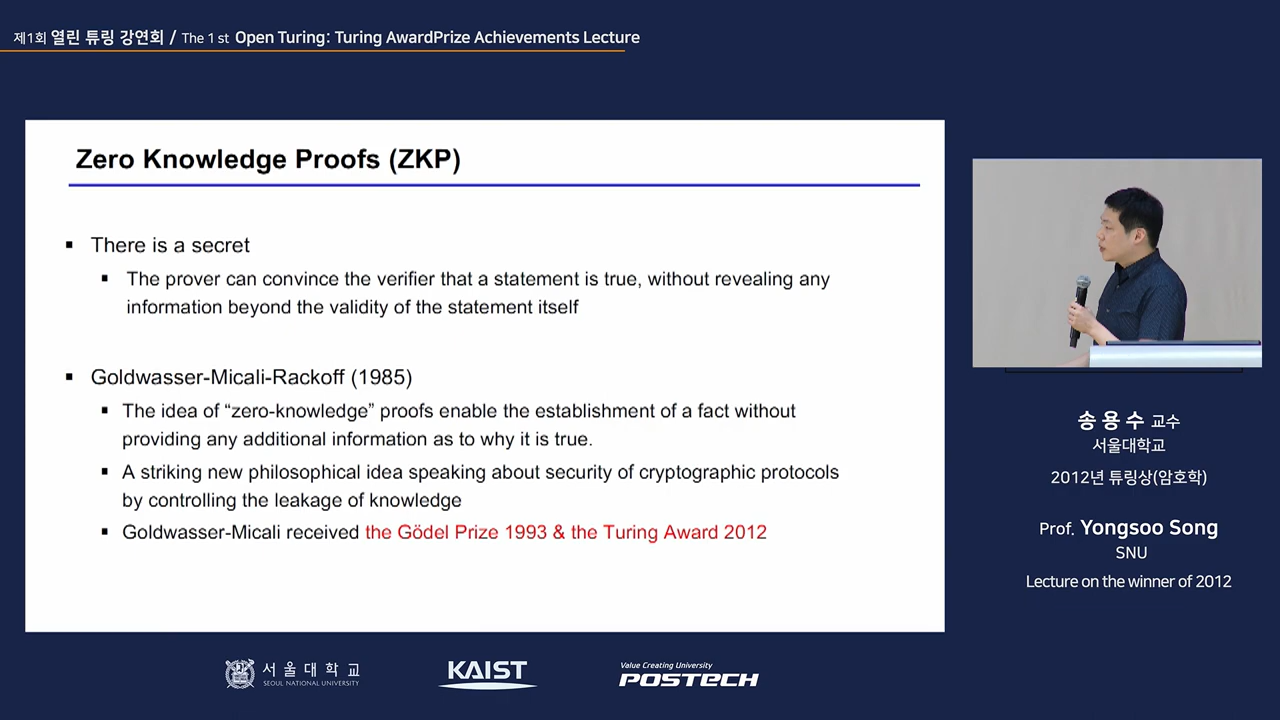 제1회 열린 튜링 강연회 / The 1 st Open Turing: Turing AwardPrize Achievements Lecture
Zero Knowledge Proofs (ZKP)
▪ There is a secret
▪ The prover can convince the verifier that a statement is true, without revealing any
information beyond the validity of the statement itself
▪ Goldwasser-Micali-Rackoff (1985)
▪ The idea of “zero-knowledge” proofs enable the establishment of a fact without
providing any additional information as to why it is true.
▪ A striking new philosophical idea speaking about security of cryptographic protocols
by controlling the leakage of knowledge
▪ Goldwasser-Micali received the Gödel Prize 1993 & the Turing Award 2012
송용수 교수
서울대학교
2012년 튜링상(암호학)
Prof. Yongsoo Song
SNU
Lecture on the winner of 2012
서울대학교
SEOUL NATIONAL UNIVERSITY
KAIST
Value Creating University
POSTECH